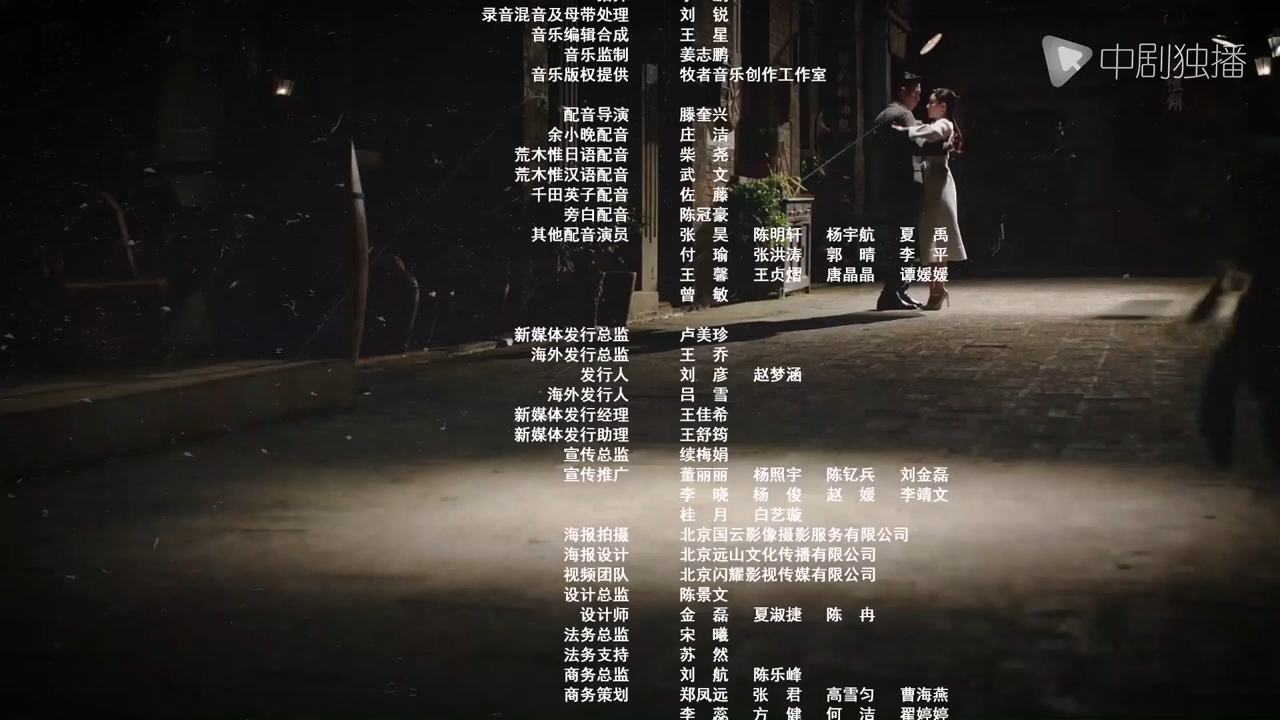 录音混音及母带处理 刘 锐
音乐编辑合成 王 星
音乐监制 姜志鹏
音乐版权提供 牧者音乐创作工作室
中剧独播
配音导演 滕奎兴
余小晚配音 庄 洁
荒木惟日语配音 柴 尧
荒木惟汉语配音 武 文
千田英子配音 佐 藤
旁白配音 陈冠豪
其他配音演员 张 昊 陈明轩 杨宇航 夏 禹
付 瑜 张洪涛 郭 晴 李 平
王 馨 王贞熠 唐晶晶 谭媛媛
曾 敏
新媒体发行总监 卢美珍
海外发行总监 王 乔
发行人 刘 彦 赵梦涵
海外发行人 吕 雪
新媒体发行经理 王佳希
新媒体发行助理 王舒筠
宣传总监 续梅娟
宣传推广 董丽丽 杨照宇 陈钇兵 刘金磊
李 晓 杨 俊 赵 媛 李靖文
桂 月 白艺璇
海报拍摄 北京国云影像摄影服务有限公司
海报设计 北京远山文化传播有限公司
视频团队 北京闪耀影视传媒有限公司
设计总监 陈景文
设计师 金 磊 夏淑捷 陈 冉
法务总监 宋 曦
法务支持 苏 然
商务总监 刘 航 陈乐峰
商务策划 郑凤远 张 君 高雪匀 曹海燕
李 蕊 方 健 何 洁 翟婷婷